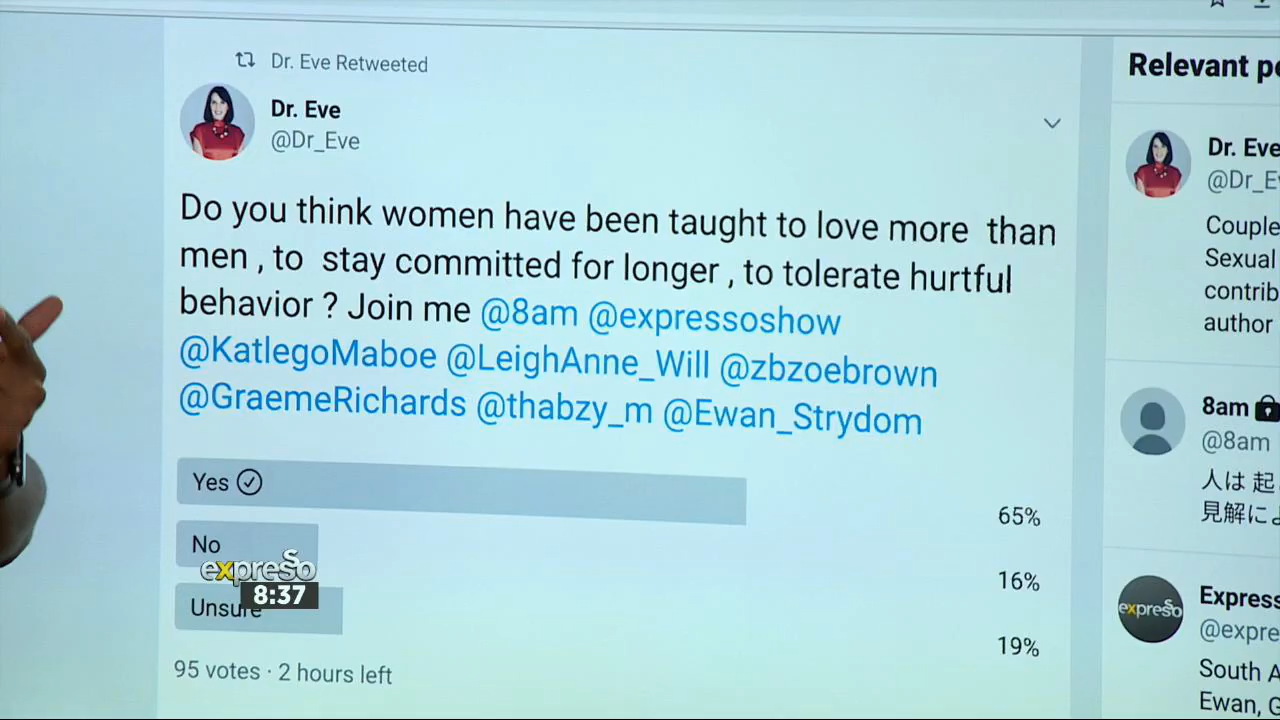 Dr. Eve Retweeted
Dr. Eve
@Dr_Eve
Do you think women have been taught to love more than
men , to stay committed for longer , to tolerate hurtful
behavior ? Join me @8am @expressoshow
@KatlegoMaboe @LeighAnne_Will @zbzoebrown
@GraemeRichards @thabzy_m @Ewan_Strydom
Yes
65%
No
16%
Unsure
19%
95 votes · 2 hours left
expresso
8:37
Relevant pe
Dr. Eve
@Dr_E
Couple
Sexual
contrib
author
8am
@8am
人は 起
見解に
expresso
Express
@expre
South A
Ewan, G